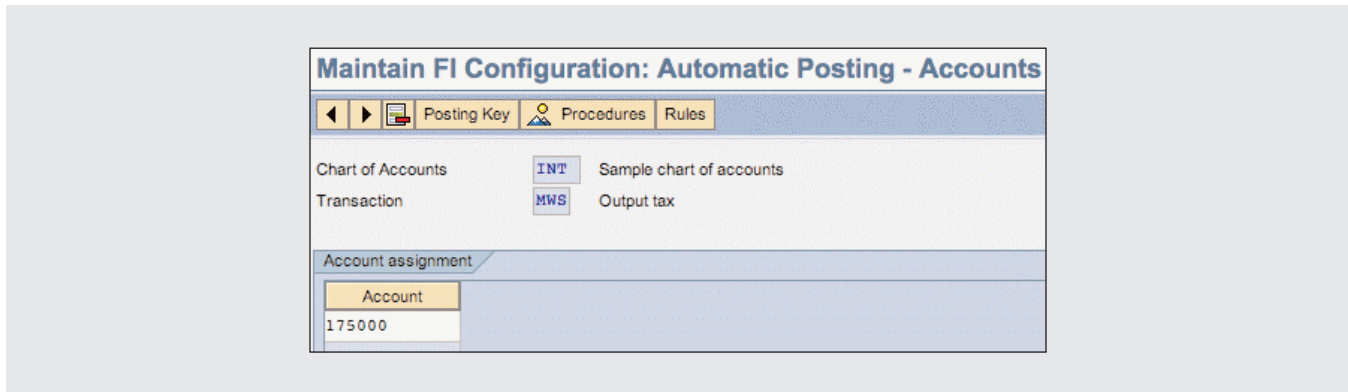 Maintain FI Configuration: Automatic Posting - Accounts
Posting Key Procedures Rules
Chart of Accounts INT Sample chart of accounts
Transaction MWS Output tax
Account assignment
Account
175000